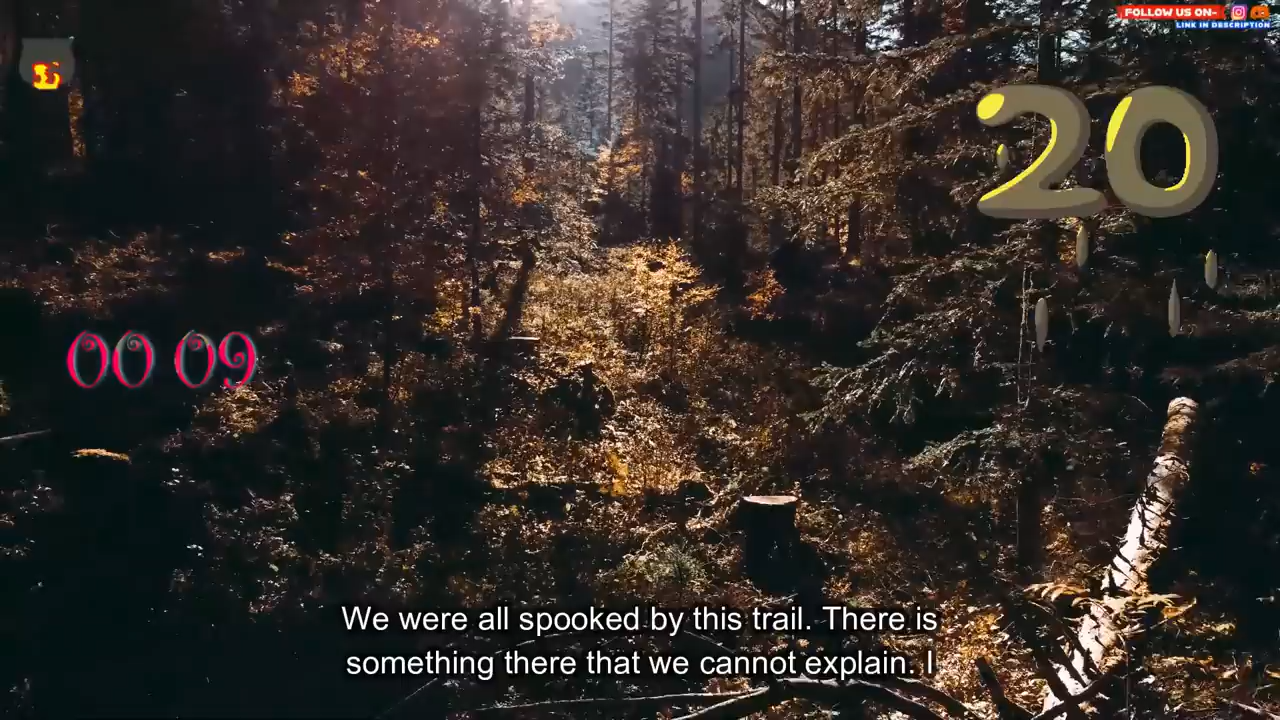 FOLLOW US ON-
LINK IN DESCRIPTION
20
00 09
We were all spooked by this trail. There is
something there that we cannot explain. I